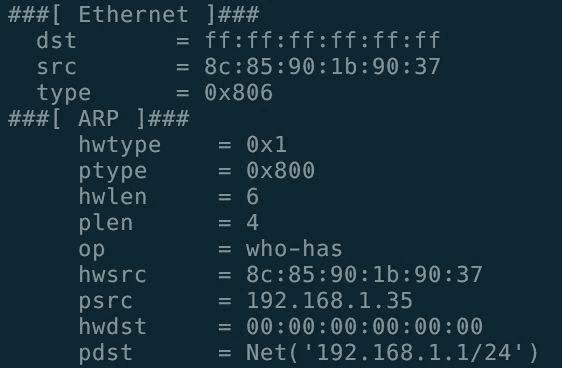 ###[ Ethernet ]###
  dst       = ff:ff:ff:ff:ff:ff
  src       = 8c:85:90:1b:90:37
  type      = 0x806
###[ ARP ]###
     hwtype    = 0x1
     ptype     = 0x800
     hwlen     = 6
     plen      = 4
     op        = who-has
     hwsrc     = 8c:85:90:1b:90:37
     psrc      = 192.168.1.35
     hwdst     = 00:00:00:00:00:00
     pdst      = Net('192.168.1.1/24')